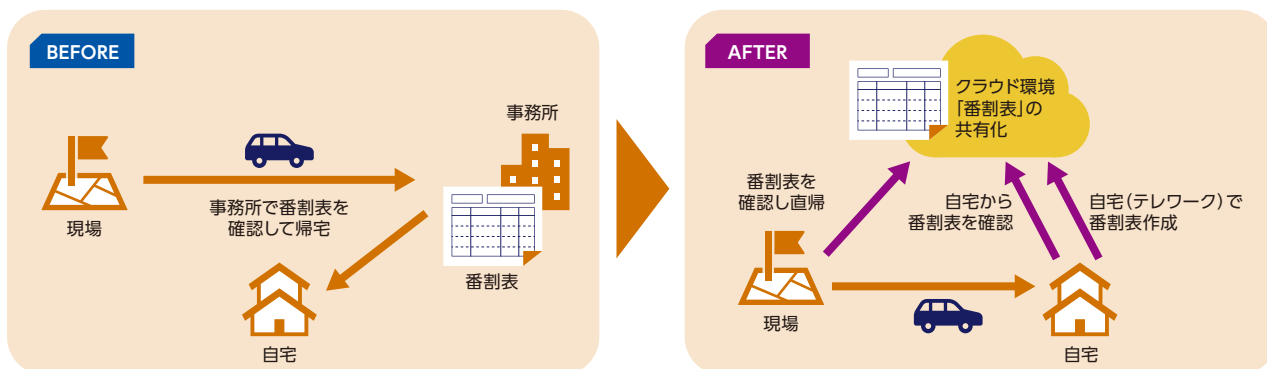 BEFORE
事務所
現場
事務所で番割表を
確認して帰宅
番割表
自宅
AFTER
クラウド環境
「番割表」の
共有化
番割表を
確認し直帰
自宅から
番割表を確認
自宅(テレワーク)で
番割表作成
現場
自宅